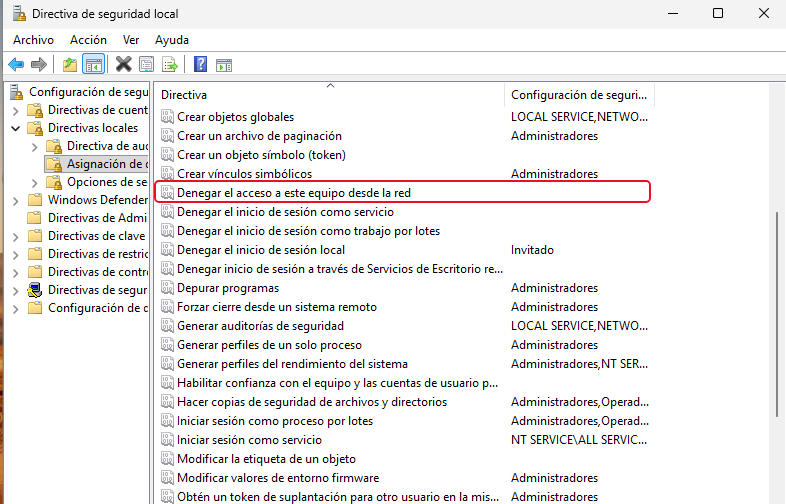 Directiva de seguridad local
Archivo Acción Ver Ayuda
Configuración de segu
Directivas de cuent
Directivas locales
Directiva de aud
Asignación de d
Opciones de se
Windows Defender
Directivas de Admi
Directivas de clave
Directivas de restric
Directivas de contro
Directivas de segur
Configuración de d
Directiva Configuración de seguri...
Crear objetos globales LOCAL SERVICE,NETWO...
Crear un archivo de paginación Administradores
Crear un objeto símbolo (token)
Crear vínculos simbólicos Administradores
Denegar el acceso a este equipo desde la red
Denegar el inicio de sesión como servicio
Denegar el inicio de sesión como trabajo por lotes
Denegar el inicio de sesión local Invitado
Denegar inicio de sesión a través de Servicios de Escritorio re...
Depurar programas Administradores
Forzar cierre desde un sistema remoto Administradores
Generar auditorías de seguridad LOCAL SERVICE,NETWO...
Generar perfiles de un solo proceso Administradores
Generar perfiles del rendimiento del sistema Administradores,NT SER...
Habilitar confianza con el equipo y las cuentas de usuario p...
Hacer copias de seguridad de archivos y directorios Administradores,Operad...
Iniciar sesión como proceso por lotes Administradores,Operad...
Iniciar sesión como servicio NT SERVICE\ALL SERVIC...
Modificar la etiqueta de un objeto
Modificar valores de entorno firmware Administradores
Obtén un token de suplantación para otro usuario en la mis... Administradores